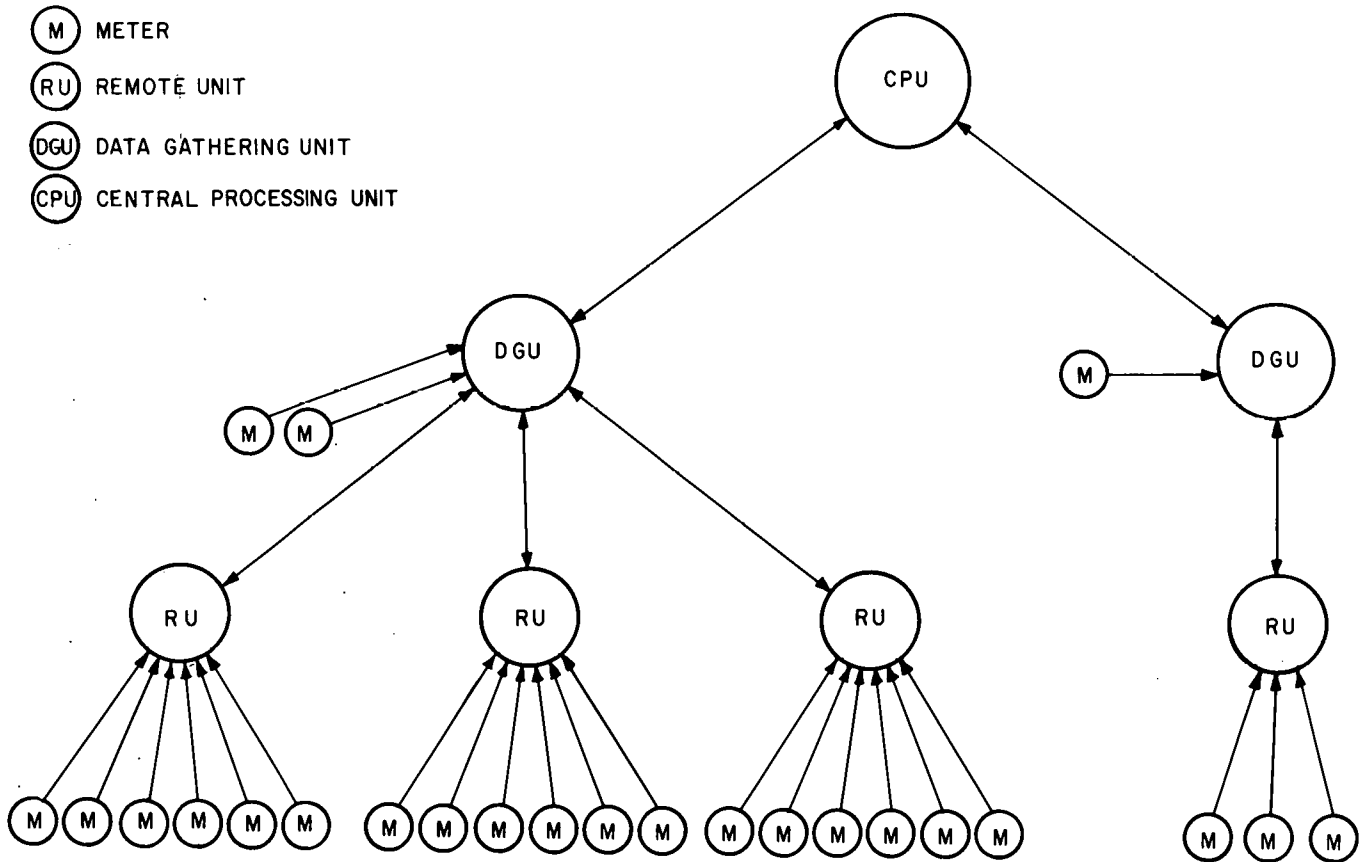 M METER
RU REMOTE UNIT
DGU DATA GATHERING UNIT
CPU CENTRAL PROCESSING UNIT
CPU
DGU
DGU
M
M M
RU
RU
RU
RU
M M M M M M
M M M M M M
M M M M M M
M M M